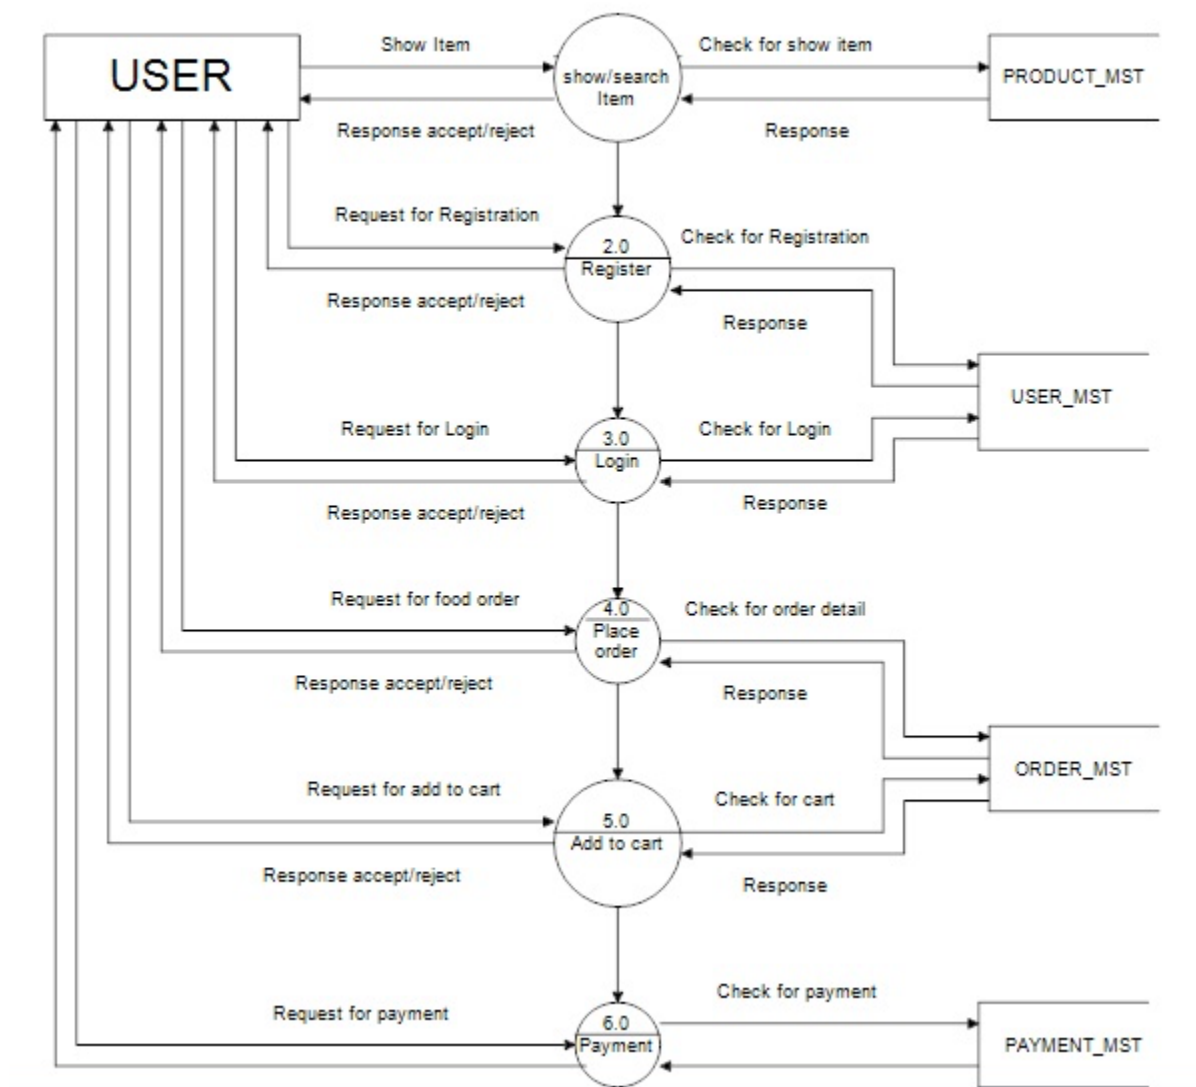 Show Item
Check for show item
USER
show/search
Item
PRODUCT_MST
Response accept/reject
Response
Request for Registration
Check for Registration
2.0
Register
Response accept/reject
Response
USER_MST
Request for Login
Check for Login
3.0
Login
Response accept/reject
Response
Request for food order
Check for order detail
4.0
Place
order
Response accept/reject
Response
ORDER_MST
Request for add to cart
Check for cart
5.0
Add to cart
Response accept/reject
Response
Check for payment
Request for payment
6.0
Payment
PAYMENT_MST